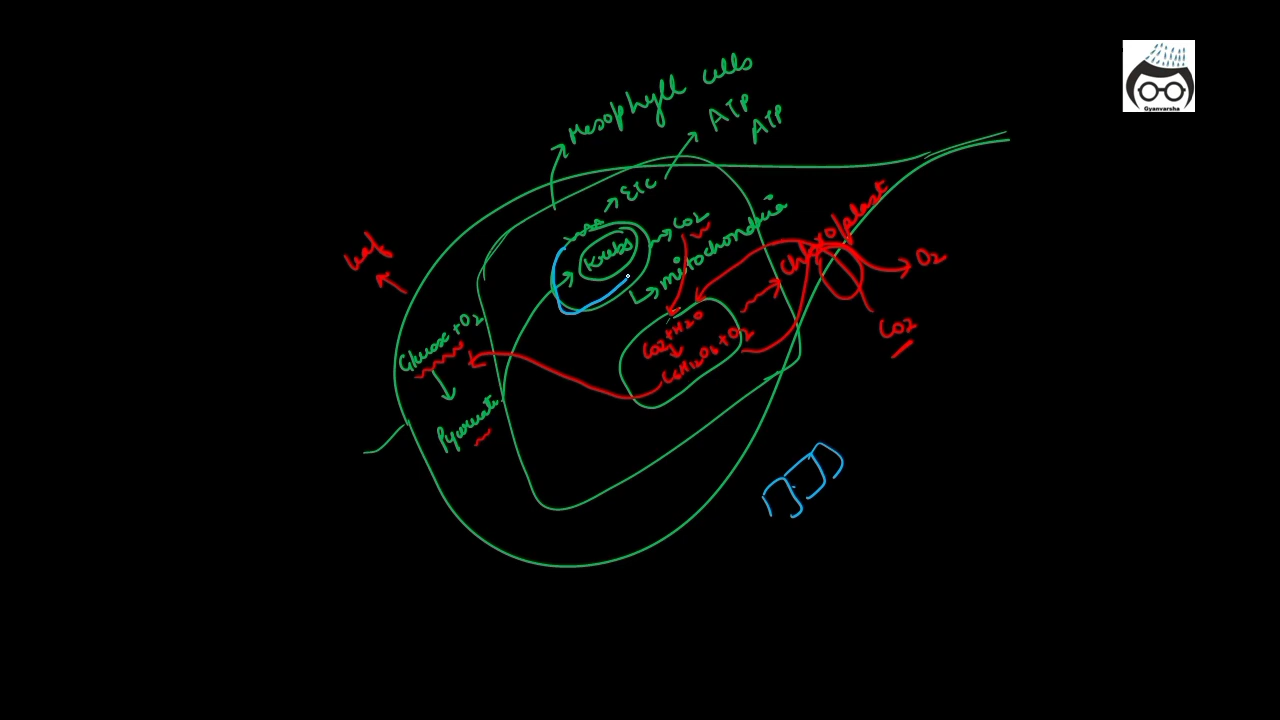 Mesophyll cells
ATP
ATP
ETC
Krebs
CO2
mitochondria
chloroplast
O2
CO2
leaf
Glucose + O2
Pyruvate
CO2 + H2O
C6H12O6 + O2
Gyanvarsha